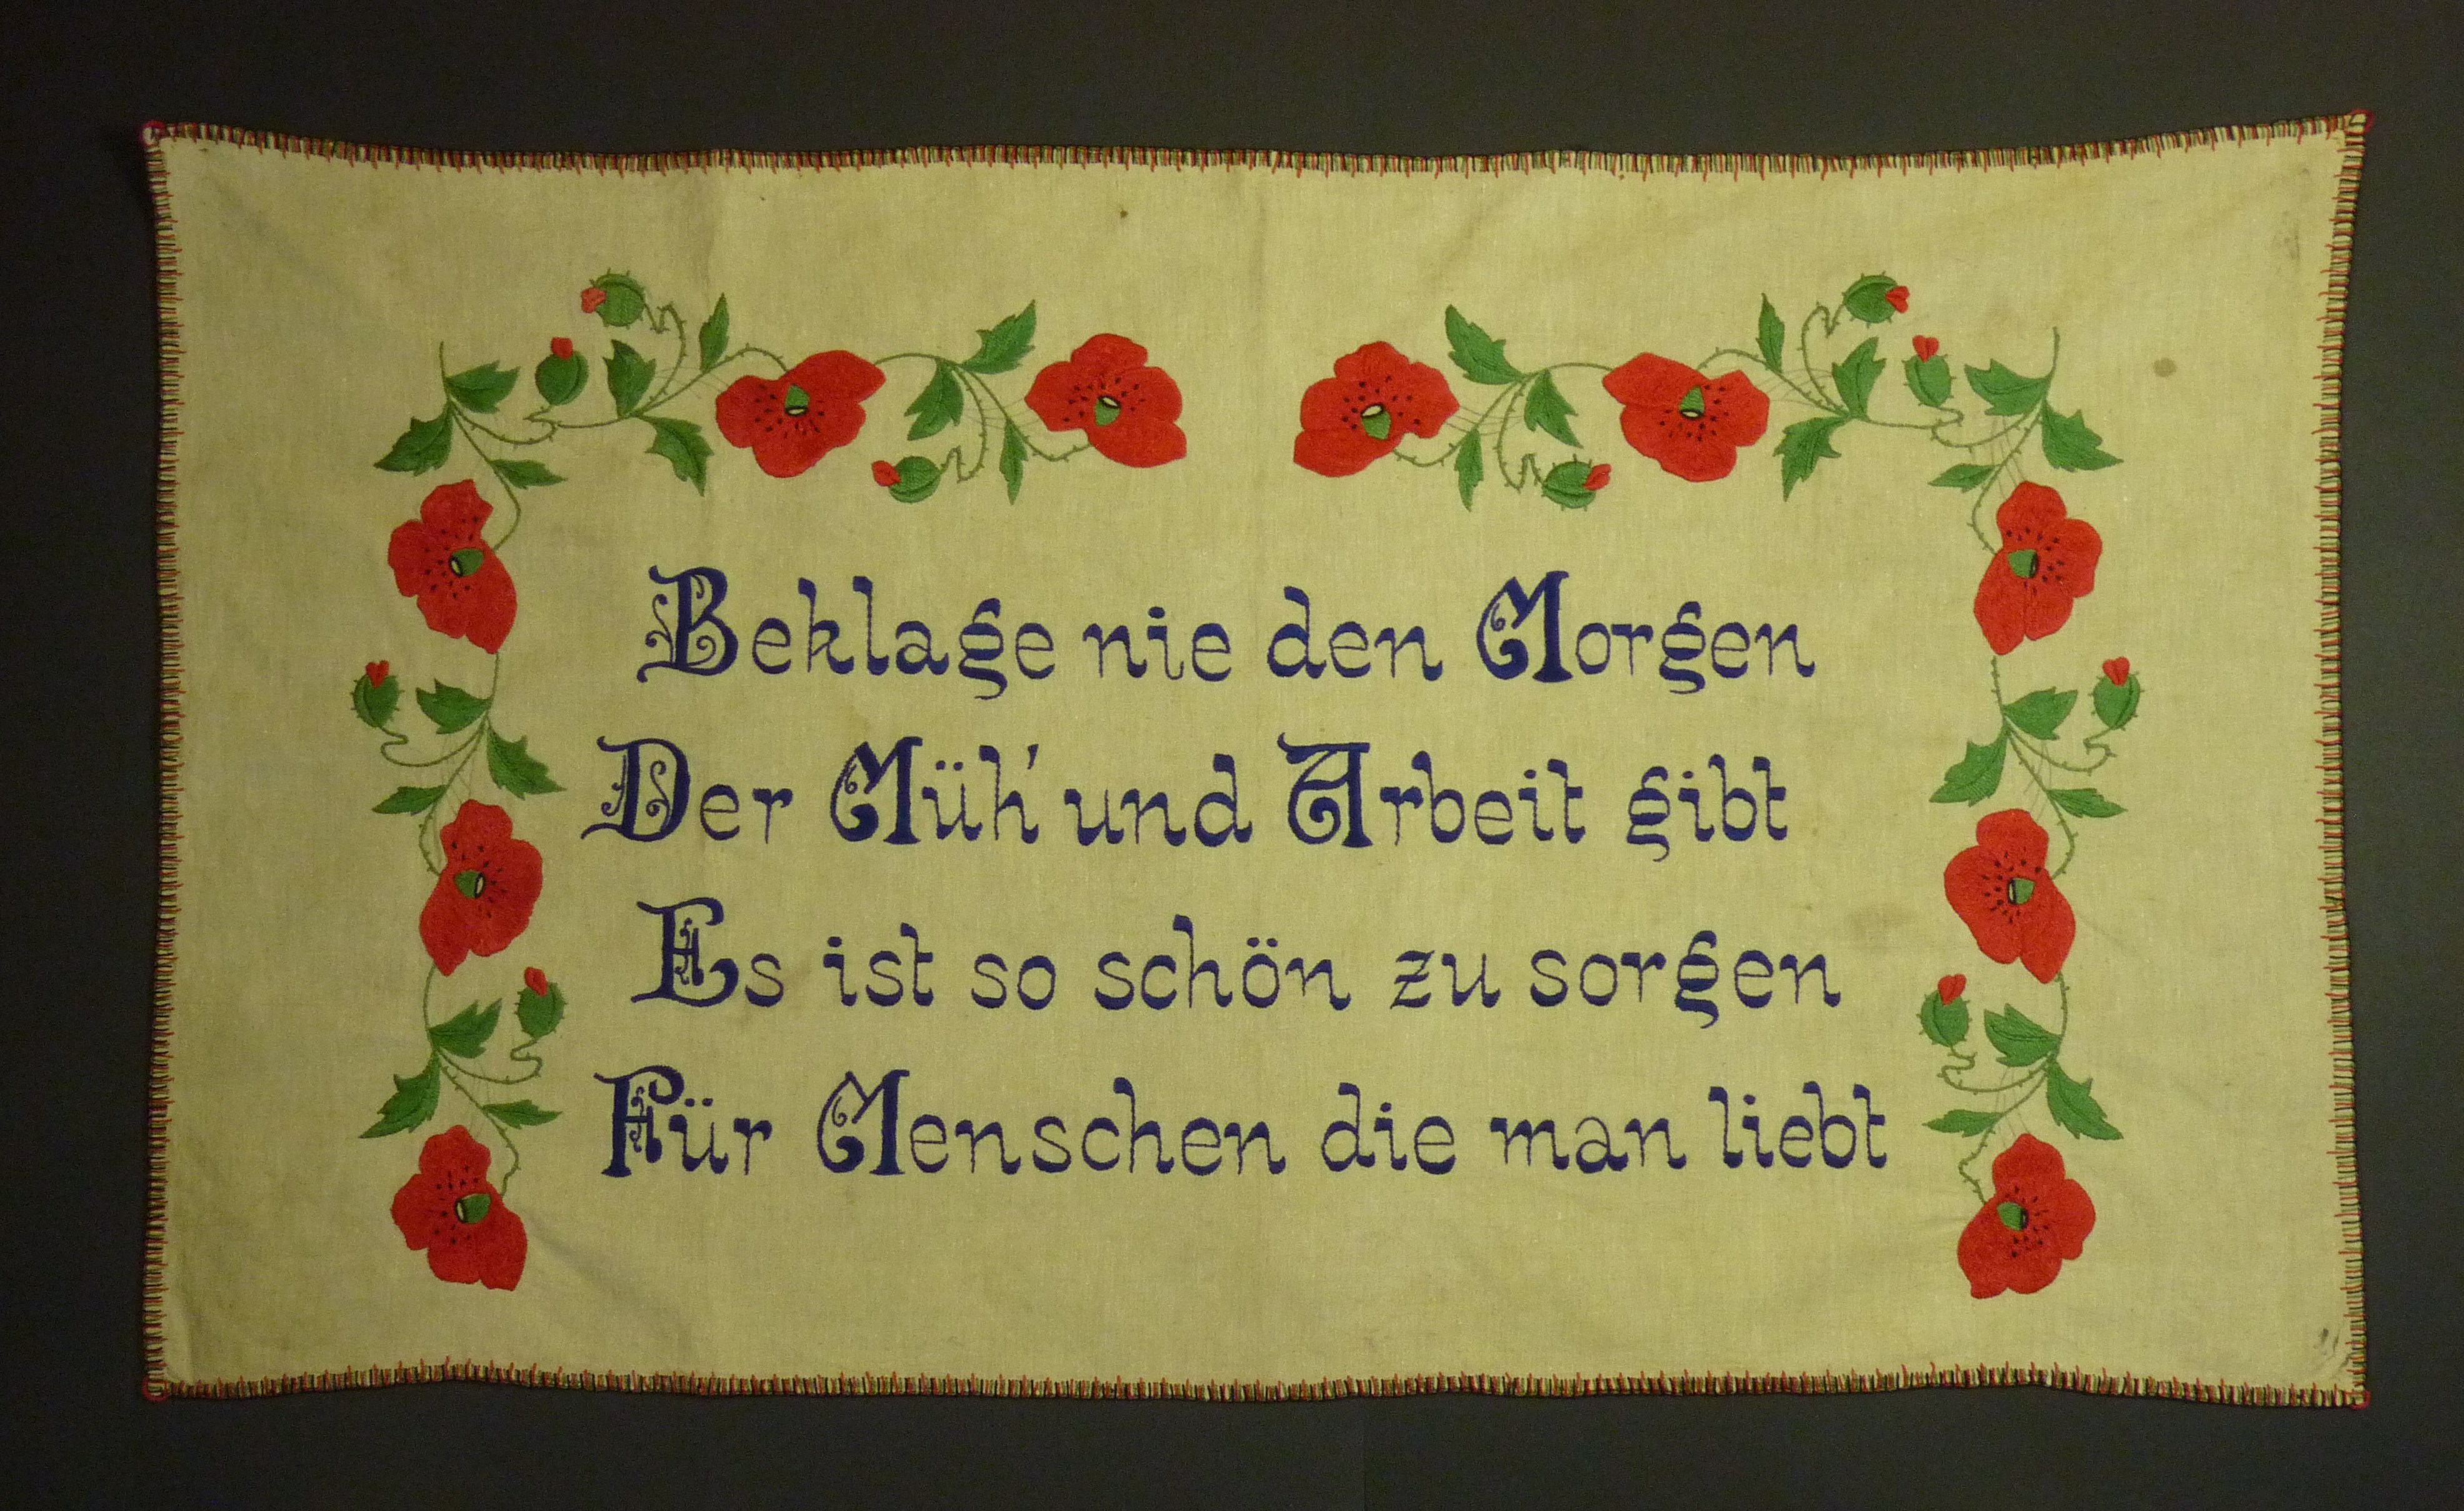 Beklage nie den Morgen
Der Müh' und Arbeit gibt
Es ist so schön zu sorgen
Für Menschen die man liebt